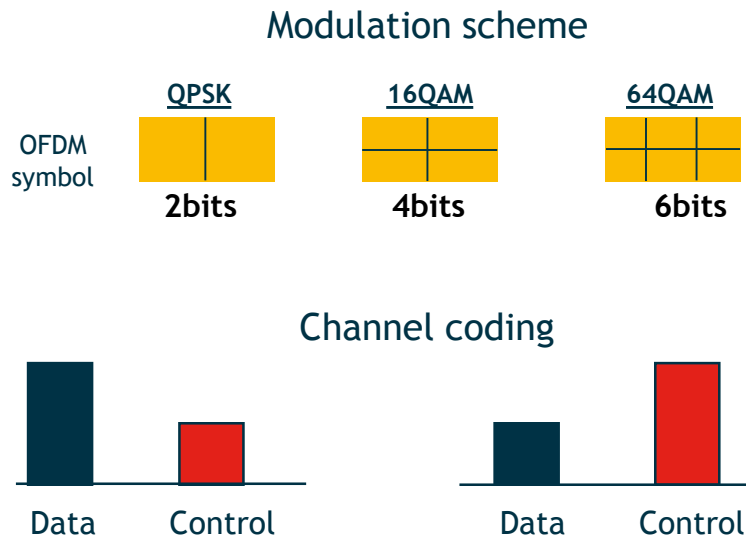 Modulation scheme
QPSK
16QAM
64QAM
OFDM
symbol
2bits
4bits
6bits
Channel coding
Data
Control
Data
Control